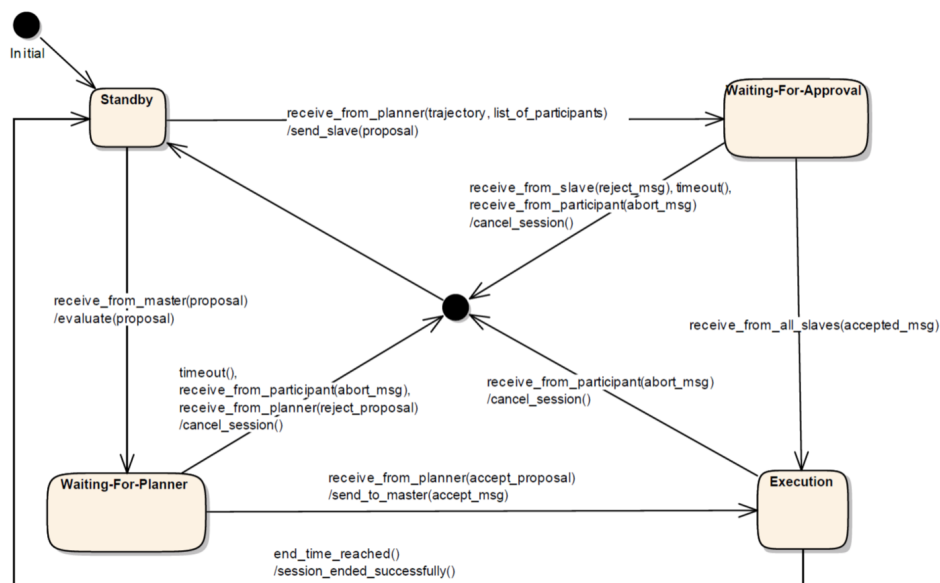 Initial
Standby
Waiting-For-Approval
receive_from_planner(trajectory, list_of_participants)
/send_slave(proposal)
receive_from_slave(reject_msg), timeout(),
receive_from_participant(abort_msg)
/cancel_session()
receive_from_master(proposal)
/evaluate(proposal)
receive_from_all_slaves(accepted_msg)
timeout(),
receive_from_participant(abort_msg),
receive_from_planner(reject_proposal)
/cancel_session()
receive_from_participant(abort_msg)
/cancel_session()
Waiting-For-Planner
receive_from_planner(accept_proposal)
/send_to_master(accept_msg)
Execution
end_time_reached()
/session_ended_successfully()